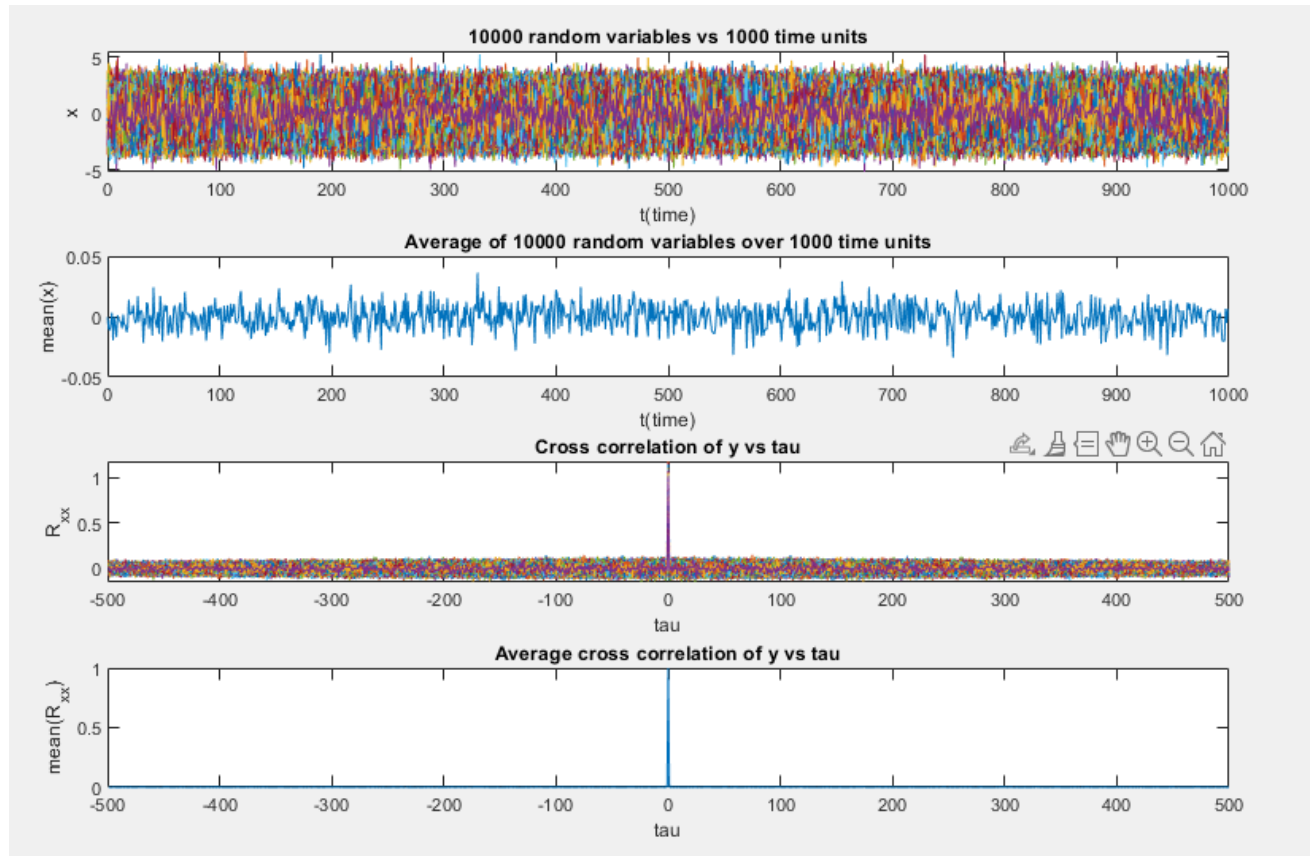 10000 random variables vs 1000 time units
5
0
-5
x
0 100 200 300 400 500 600 700 800 900 1000
t(time)
Average of 10000 random variables over 1000 time units
0.05
0
-0.05
mean(x)
0 100 200 300 400 500 600 700 800 900 1000
t(time)
Cross correlation of y vs tau
1
0.5
0
R_xx
-500 -400 -300 -200 -100 0 100 200 300 400 500
tau
Average cross correlation of y vs tau
1
0.5
0
mean(R_xx)
-500 -400 -300 -200 -100 0 100 200 300 400 500
tau